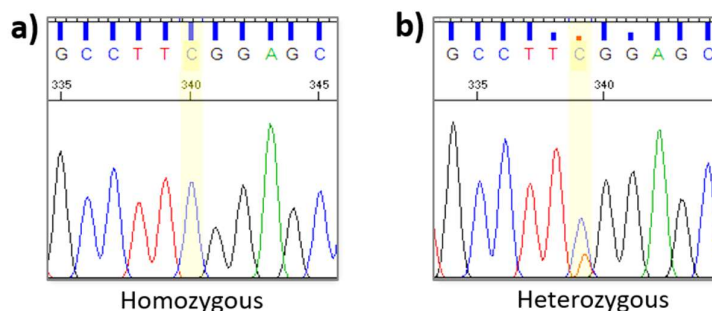 a)
G C C T T C G G A G C
335 340 345
Homozygous
b)
G C C T T C G G A G C
335 340
Heterozygous